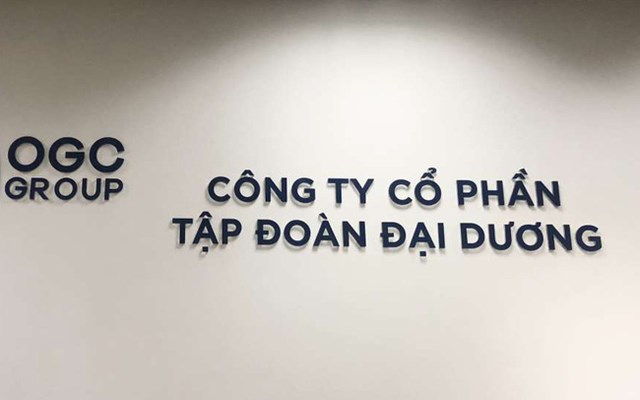 OGC
GROUP
CÔNG TY CỔ PHẦN
TẬP ĐOÀN ĐẠI DƯƠNG